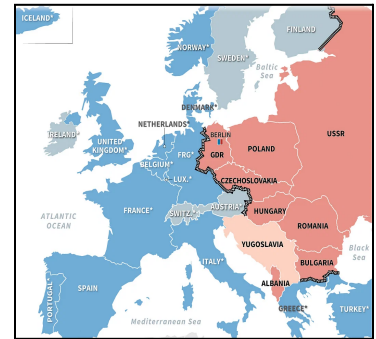 ICELAND*
FINLAND
NORWAY*
SWEDEN*
Baltic
Sea
DENMARK*
NETHERLANDS*
IRELAND*
UNITED
KINGDOM*
BERLIN
USSR
BELGIUM*
FRG*
GDR
POLAND
LUX.*
CZECHOSLOVAKIA
ATLANTIC
OCEAN
FRANCE*
SWITZ.*
AUSTRIA*
HUNGARY
ROMANIA
YUGOSLAVIA
Black
Sea
ITALY*
BULGARIA
PORTUGAL*
SPAIN
ALBANIA
GREECE*
TURKEY*
Mediterranean Sea